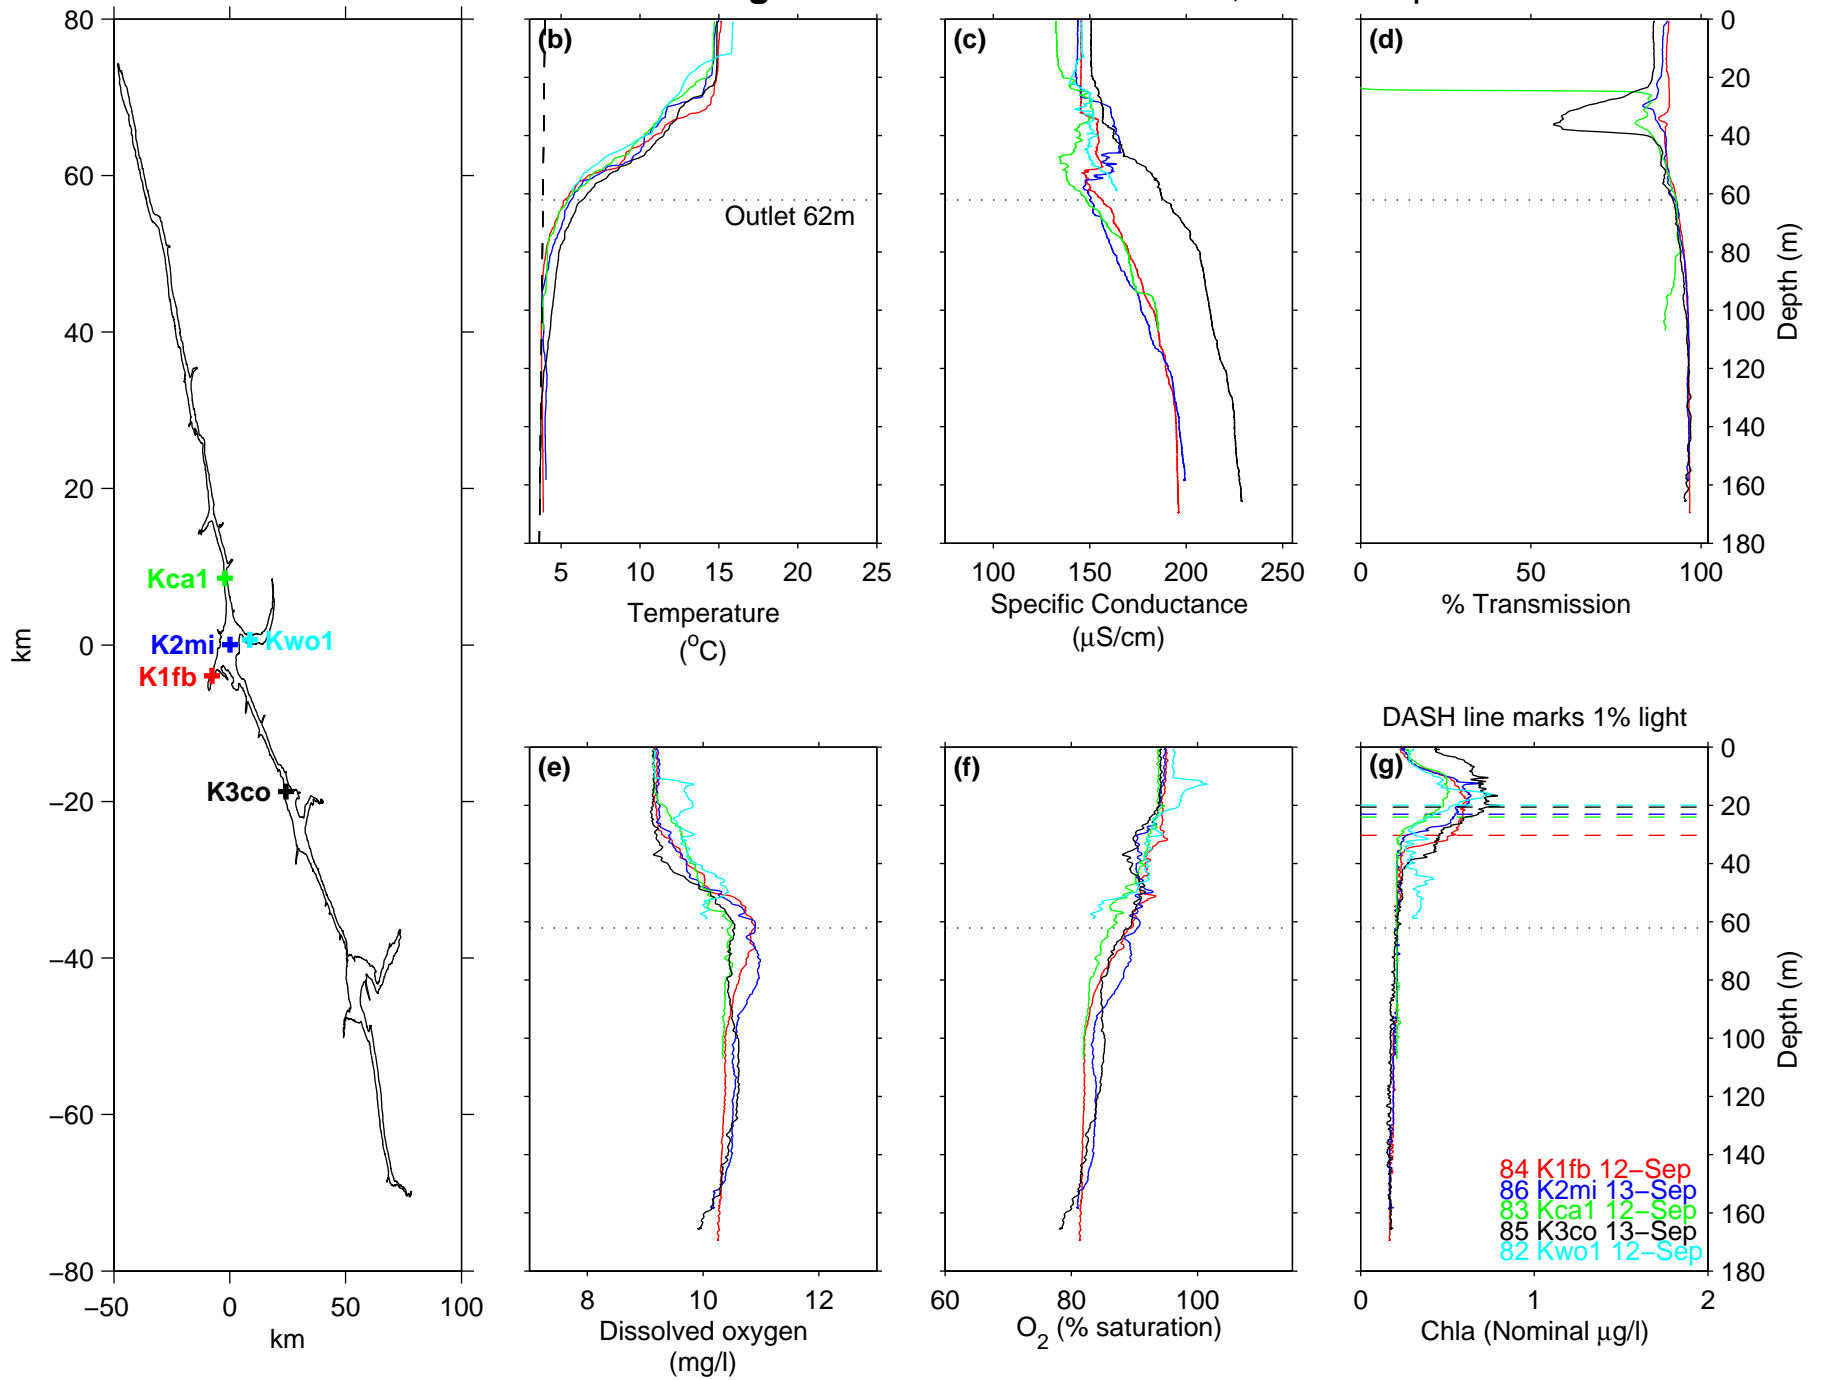 80
60
40
20
0
−20
−40
−60
−80
km
−50 0 50 100
km
Kca1
K2mi
Kwo1
K1fb
K3co
(b)
Outlet 62m
5 10 15 20 25
Temperature
(oC)
(c)
100 150 200 250
Specific Conductance
(μS/cm)
(d)
0 50 100
% Transmission
0
20
40
60
80
100
120
140
160
180
Depth (m)
(e)
8 10 12
Dissolved oxygen
(mg/l)
(f)
60 80 100
O2 (% saturation)
DASH line marks 1% light
(g)
84 K1fb 12−Sep
86 K2mi 13−Sep
83 Kca1 12−Sep
85 K3co 13−Sep
82 Kwo1 12−Sep
0 1 2
Chla (Nominal μg/l)
0
20
40
60
80
100
120
140
160
180
Depth (m)